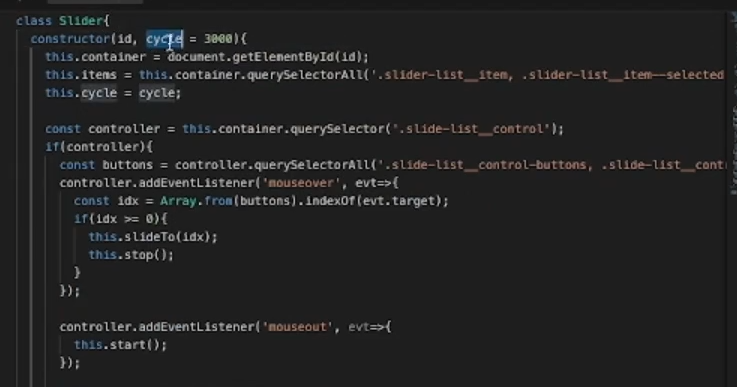 class Slider{
constructor(id, cycle = 3000){
this.container = document.getElementById(id);
this.items = this.container.querySelectorAll('.slider-list__item, .slider-list__item--selected
this.cycle = cycle;
const controller = this.container.querySelector('.slide-list__control');
if(controller){
const buttons = controller.querySelectorAll('.slide-list__control-buttons, .slide-list__cont
controller.addEventListener('mouseover', evt=>{
const idx = Array.from(buttons).indexOf(evt.target);
if(idx >= 0){
this.slideTo(idx);
this.stop();
}
});
controller.addEventListener('mouseout', evt=>{
this.start();
});